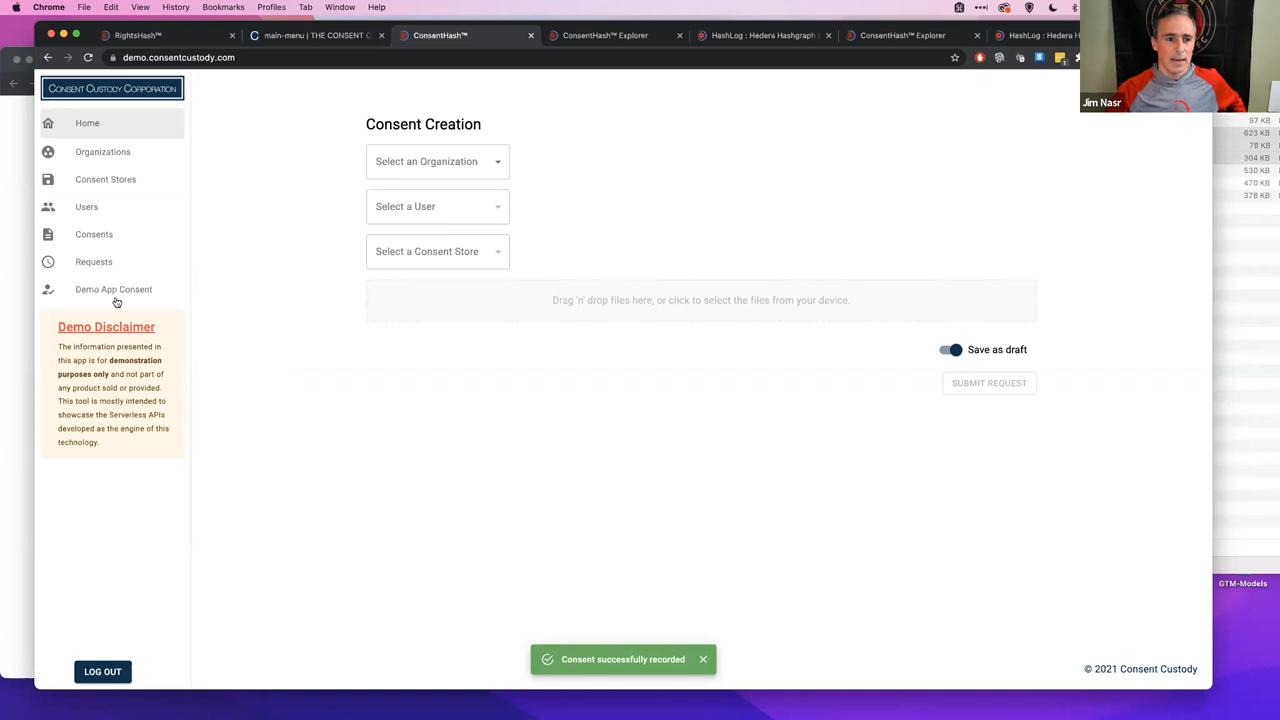 Chrome File Edit View History Bookmarks Profiles Tab Window Help
RightsHash™ main-menu | THE CONSENT C ConsentHash™ ConsentHash™ Explorer HashLog : Hedera Hashgraph ConsentHash™ Explorer HashLog : Hedera Hash
demo.consentcustody.com
Jim Nasr
CONSENT CUSTODY CORPORATION
Home
Organizations
Consent Stores
Users
Consents
Requests
Demo App Consent
Demo Disclaimer
The information presented in
this app is for demonstration
purposes only and not part of
any product sold or provided.
This tool is mostly intended to
showcase the Serverless APIs
developed as the engine of this
technology.
LOG OUT
Consent Creation
Select an Organization
Select a User
Select a Consent Store
Drag 'n' drop files here, or click to select the files from your device.
Save as draft
SUBMIT REQUEST
Consent successfully recorded
© 2021 Consent Custody
97 KB
623 KB
78 KB
304 KB
530 KB
470 KB
378 KB
GTM-Models